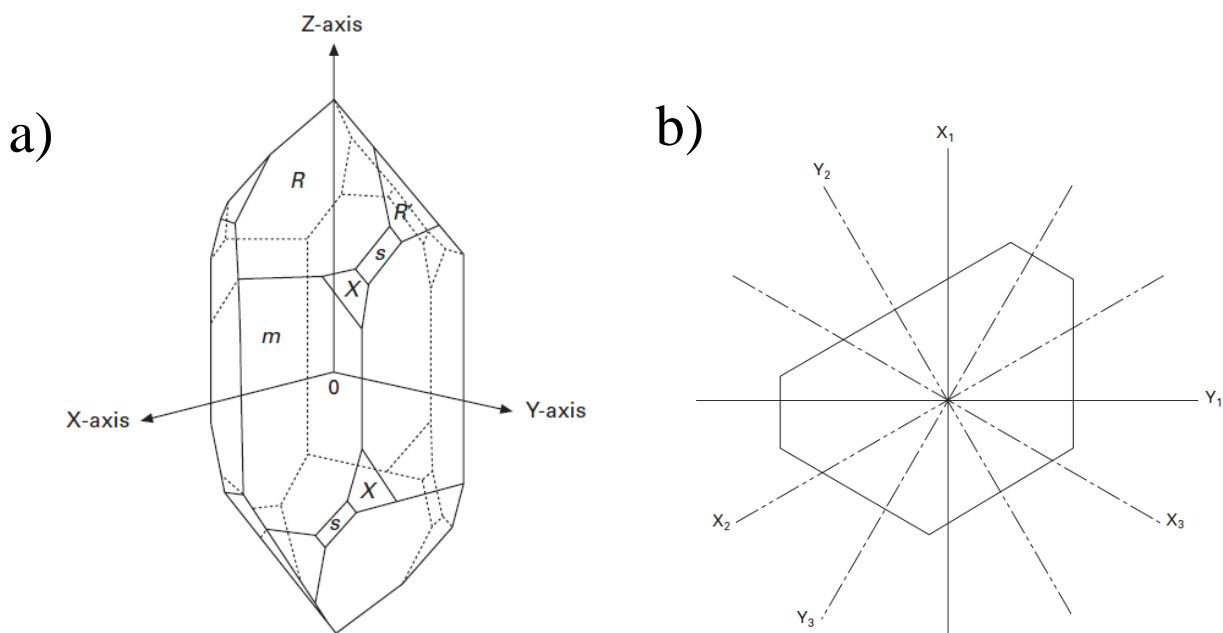 a)
Z-axis
R
R'
s
X
m
0
X-axis
Y-axis
X
s
b)
X₁
Y₂
Y₁
X₂
X₃
Y₃